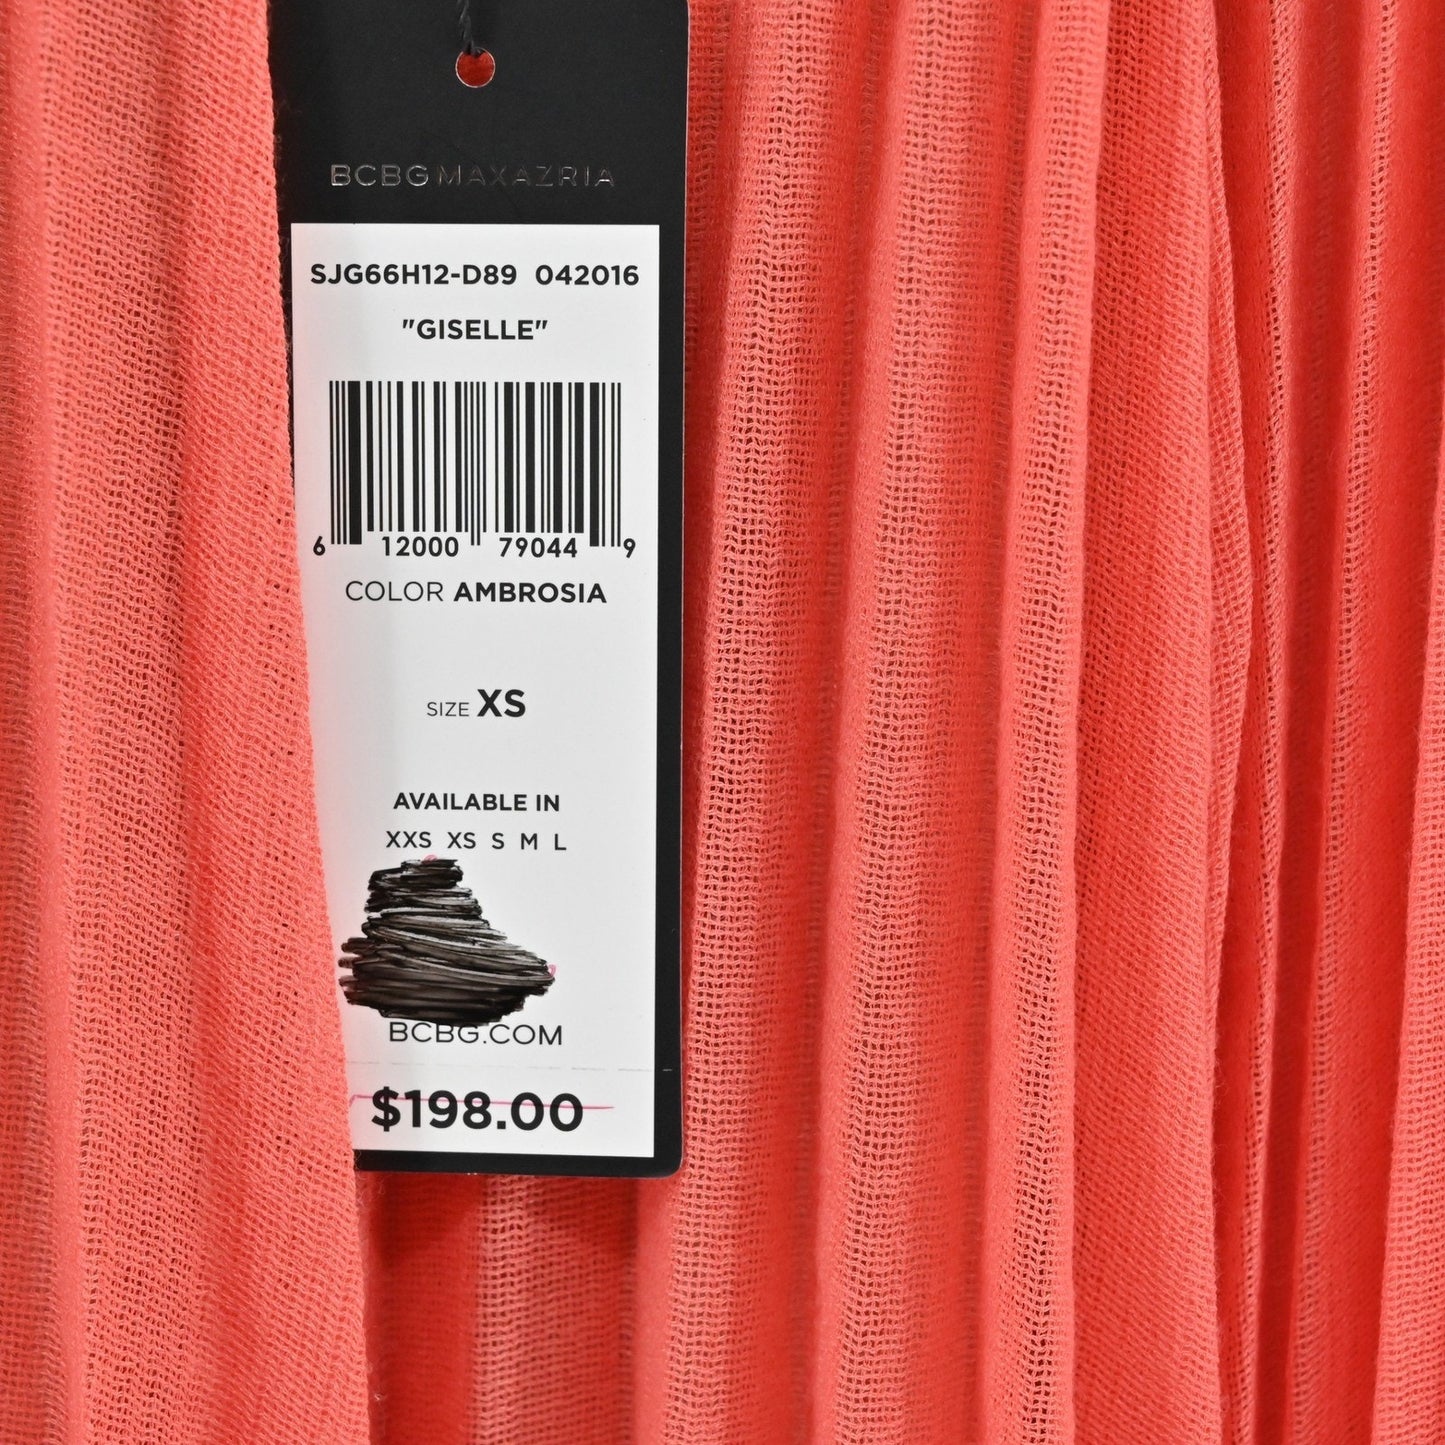 BCBGMAXAZRIA
SJG66H12-D89 042016
"GISELLE"
6 12000 79044 9
COLOR AMBROSIA
SIZE XS
AVAILABLE IN
XXS XS S M L
BCBG.COM
$198.00